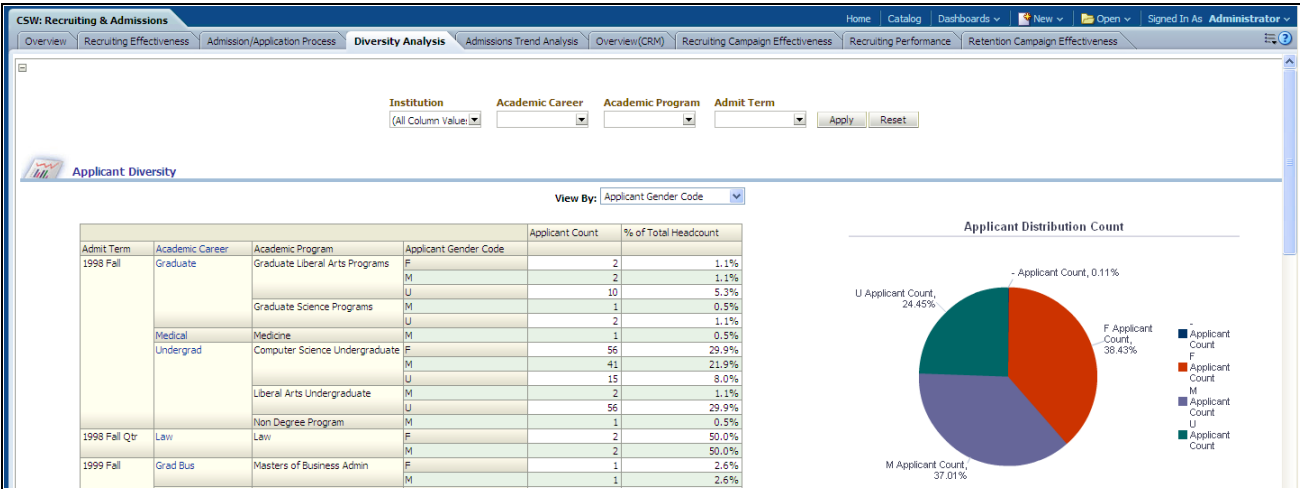 CSW: Recruiting & Admissions
Home Catalog Dashboards New Open Signed In As Administrator
Overview Recruiting Effectiveness Admission/Application Process Diversity Analysis Admissions Trend Analysis Overview(CRM) Recruiting Campaign Effectiveness Recruiting Performance Retention Campaign Effectiveness
Institution Academic Career Academic Program Admit Term
(All Column Value: Apply Reset
Applicant Diversity
View By: Applicant Gender Code
Applicant Count % of Total Headcount
Admit Term Academic Career Academic Program Applicant Gender Code
1998 Fall Graduate Graduate Liberal Arts Programs F 2 1.1%
M 2 1.1%
U 10 5.3%
Graduate Science Programs M 1 0.5%
U 2 1.1%
Medical Medicine M 1 0.5%
Undergrad Computer Science Undergraduate F 56 29.9%
M 41 21.9%
U 15 8.0%
Liberal Arts Undergraduate M 2 1.1%
U 56 29.9%
Non Degree Program M 1 0.5%
1998 Fall Qtr Law Law F 2 50.0%
M 2 50.0%
1999 Fall Grad Bus Masters of Business Admin F 1 2.6%
M 1 2.6%
Applicant Distribution Count
- Applicant Count, 0.11%
U Applicant Count,
24.45%
F Applicant
Count,
38.43%
M Applicant Count,
37.01%
-
Applicant
Count
F
Applicant
Count
M
Applicant
Count
U
Applicant
Count